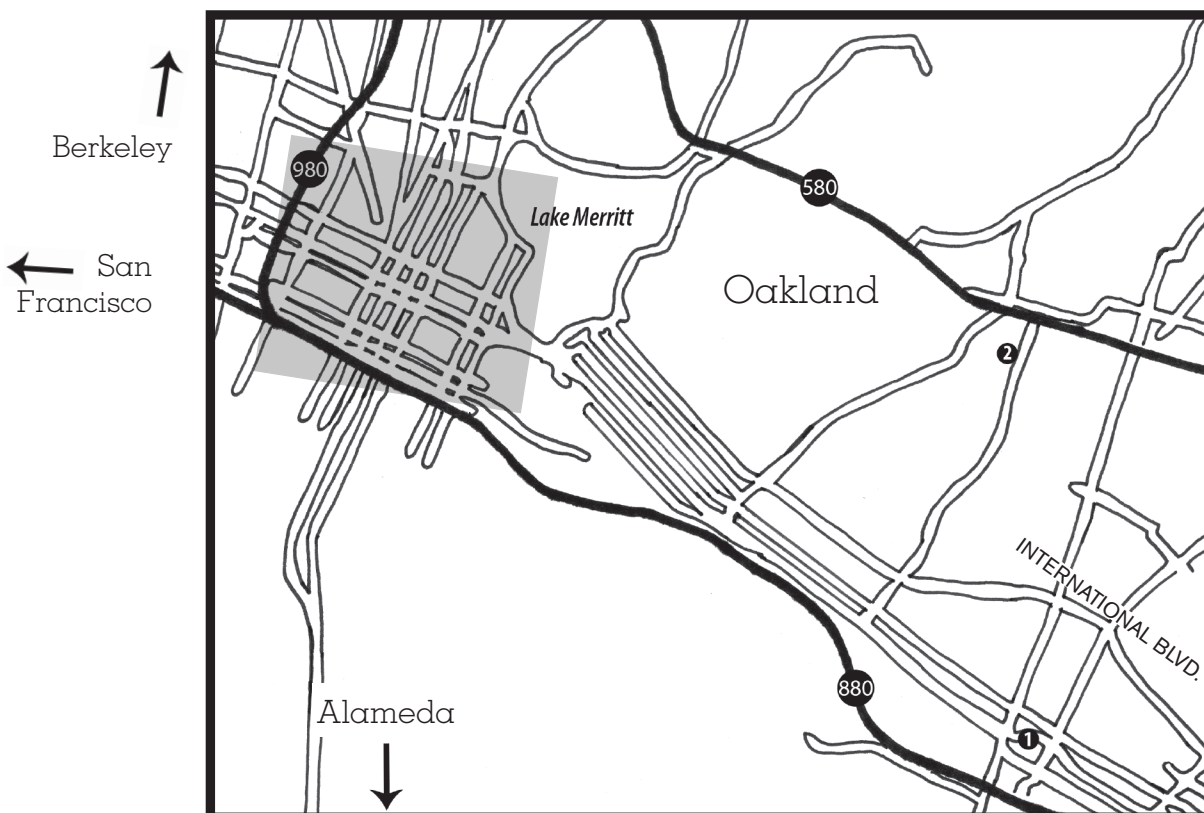 980
580
Berkeley
Lake Merritt
San
Francisco
Oakland
2
INTERNATIONAL BLVD.
880
Alameda
1